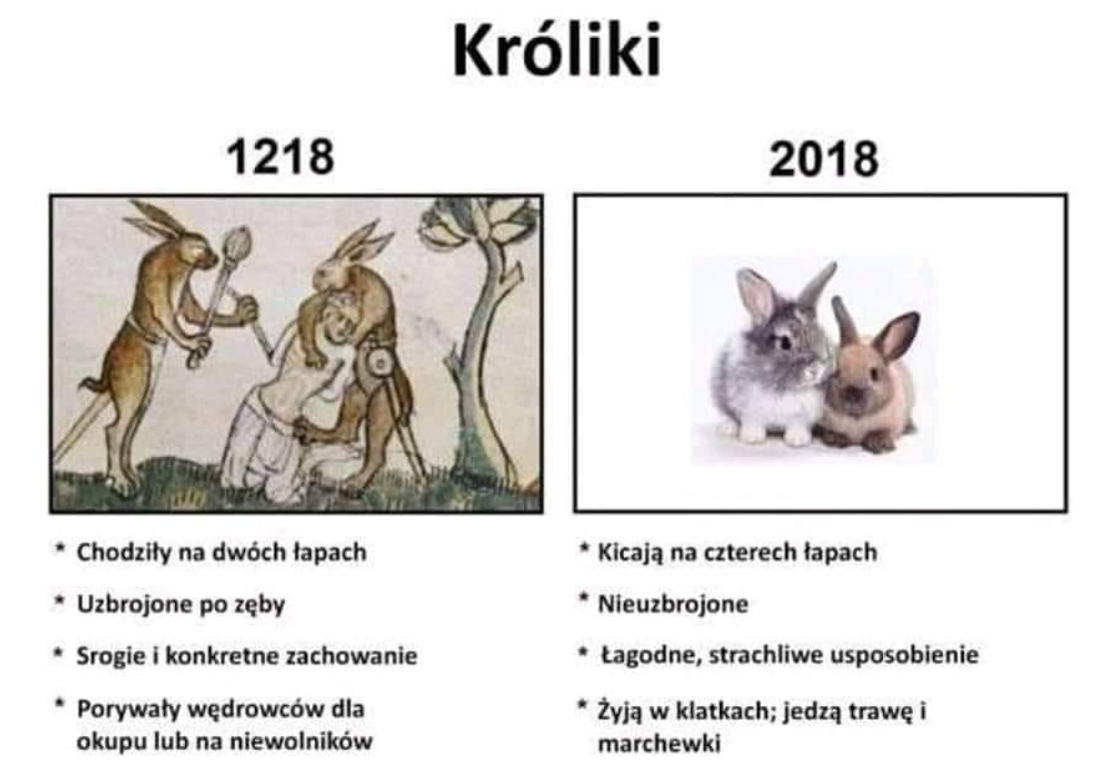 Króliki
1218
2018
* Chodziły na dwóch łapach
* Uzbrojone po zęby
* Srogie i konkretne zachowanie
* Porywały wędrowców dla
okupu lub na niewolników
* Kicają na czterech łapach
* Nieuzbrojone
* Łagodne, strachliwe usposobienie
* Żyją w klatkach; jedzą trawę i
marchewki